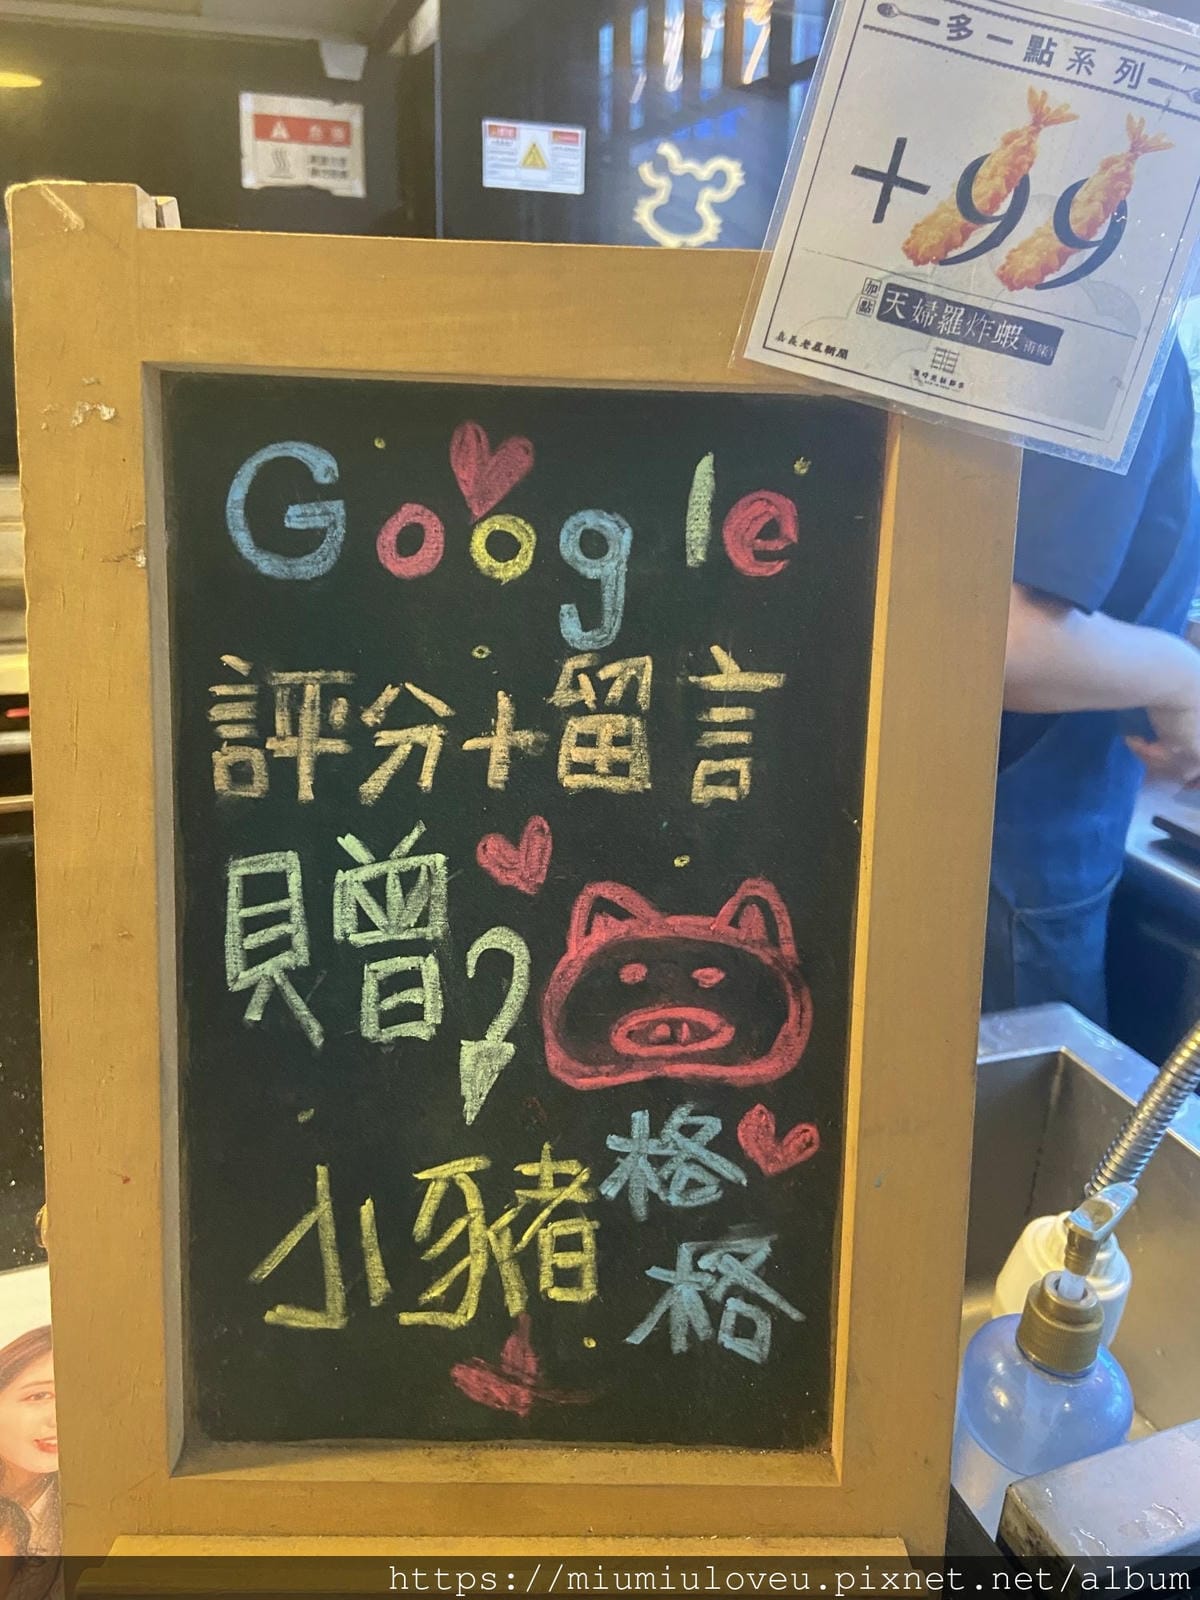 多一點系列
+99
加點 天婦羅炸蝦
Google
評分+留言
贈
小豬格格
https://miumiuloveu.pixnet.net/album